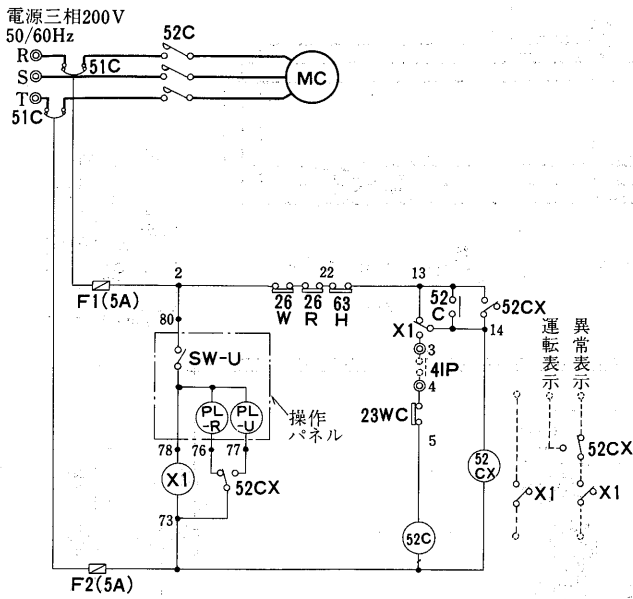 電源三相200V
50/60Hz
R
S
T
51C
51C
52C
MC
F1(5A)
2
80
26
W
26
R
22
63
H
13
52
C
52CX
14
X1
3
41P
4
23WC
5
SW-U
PL
-R
PL
-U
操作
パネル
78
76
77
X1
52CX
73
52C
52
CX
運転表示
異常表示
52CX
X1
X1
F2(5A)